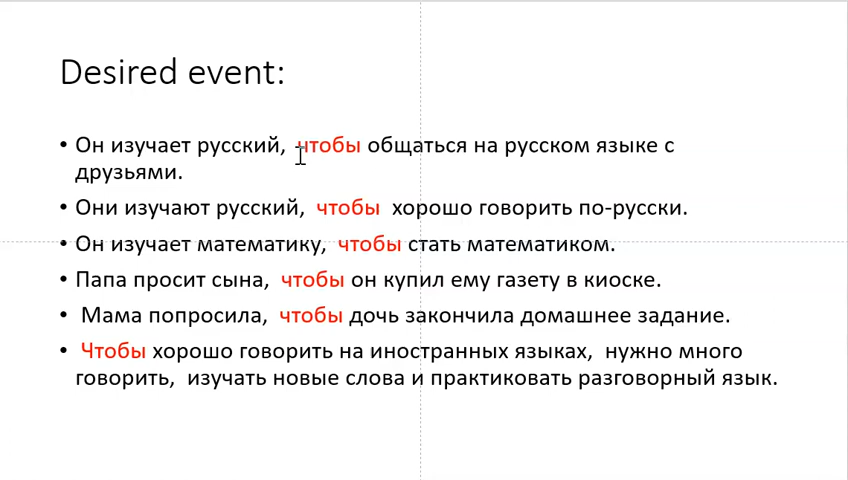 Desired event:
• Он изучает русский, чтобы общаться на русском языке с
друзьями.
• Они изучают русский, чтобы хорошо говорить по-русски.
• Он изучает математику, чтобы стать математиком.
• Папа просит сына, чтобы он купил ему газету в киоске.
• Мама попросила, чтобы дочь закончила домашнее задание.
• Чтобы хорошо говорить на иностранных языках, нужно много
говорить, изучать новые слова и практиковать разговорный язык.